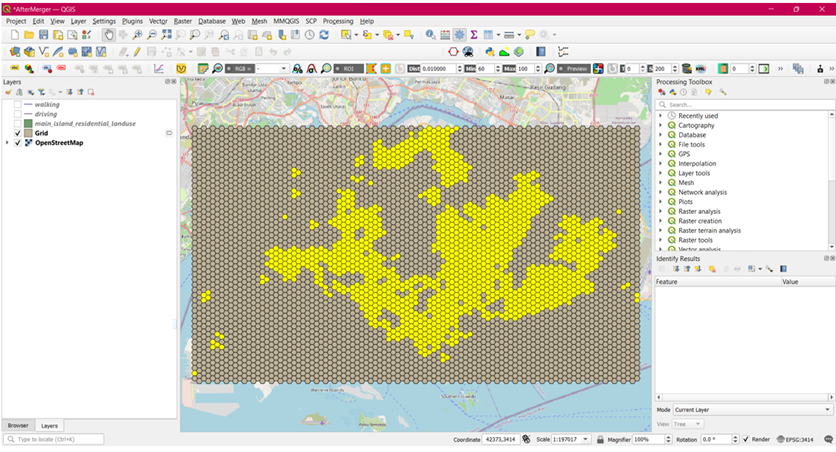 *AfterMerger — QGIS
Project Edit View Layer Settings Plugins Vector Raster Database Web Mesh MMQGIS SCP Processing Help
RGB = - ROI Dist 0.010000 Min 60 Max 100 Preview T 0 S 200 0
Layers
walking
driving
main_island_residential_landuse
Grid
OpenStreetMap
Browser Layers
Processing Toolbox
Search...
Recently used
Cartography
Database
File tools
GPS
Interpolation
Layer tools
Mesh
Network analysis
Plots
Raster analysis
Raster creation
Raster terrain analysis
Raster tools
Vector analysis
Identify Results
Feature Value
Mode Current Layer
View Tree
Type to locate (Ctrl+K)
Coordinate 42373,3414 Scale 1:197017 Magnifier 100% Rotation 0.0 ° Render EPSG:3414